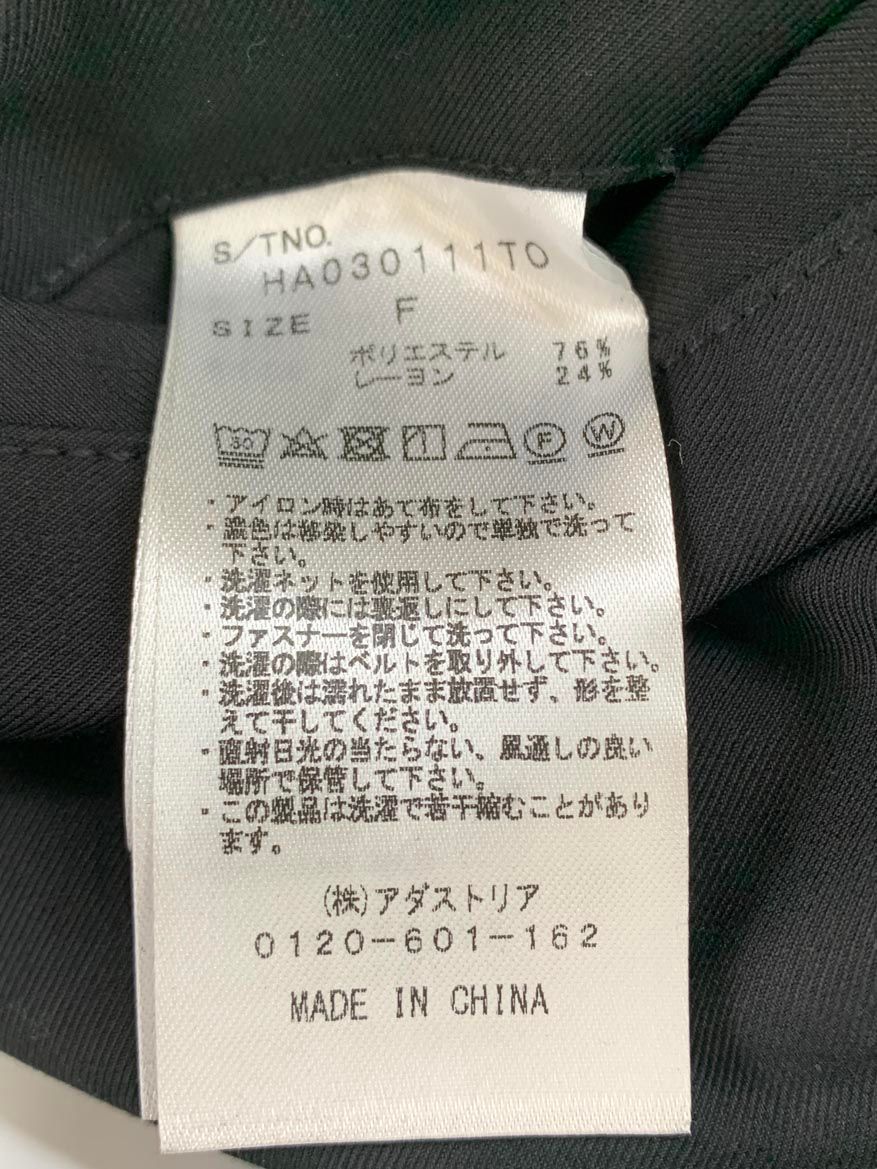 S/TNO.
HA030111TO
SIZE F
ポリエステル 76%
レーヨン 24%
30
F W
・アイロン時はあて布をして下さい。
・濃色は移染しやすいので単独で洗って
下さい。
・洗濯ネットを使用して下さい。
・洗濯の際には裏返しにして下さい。
・ファスナーを閉じて洗って下さい。
・洗濯の際はベルトを取り外して下さい。
・洗濯後は濡れたまま放置せず、形を整
えて干してください。
・直射日光の当たらない、風通しの良い
場所で保管して下さい。
・この製品は洗濯で若干縮むことがあり
ます。
(株)アダストリア
0120-601-162
MADE IN CHINA